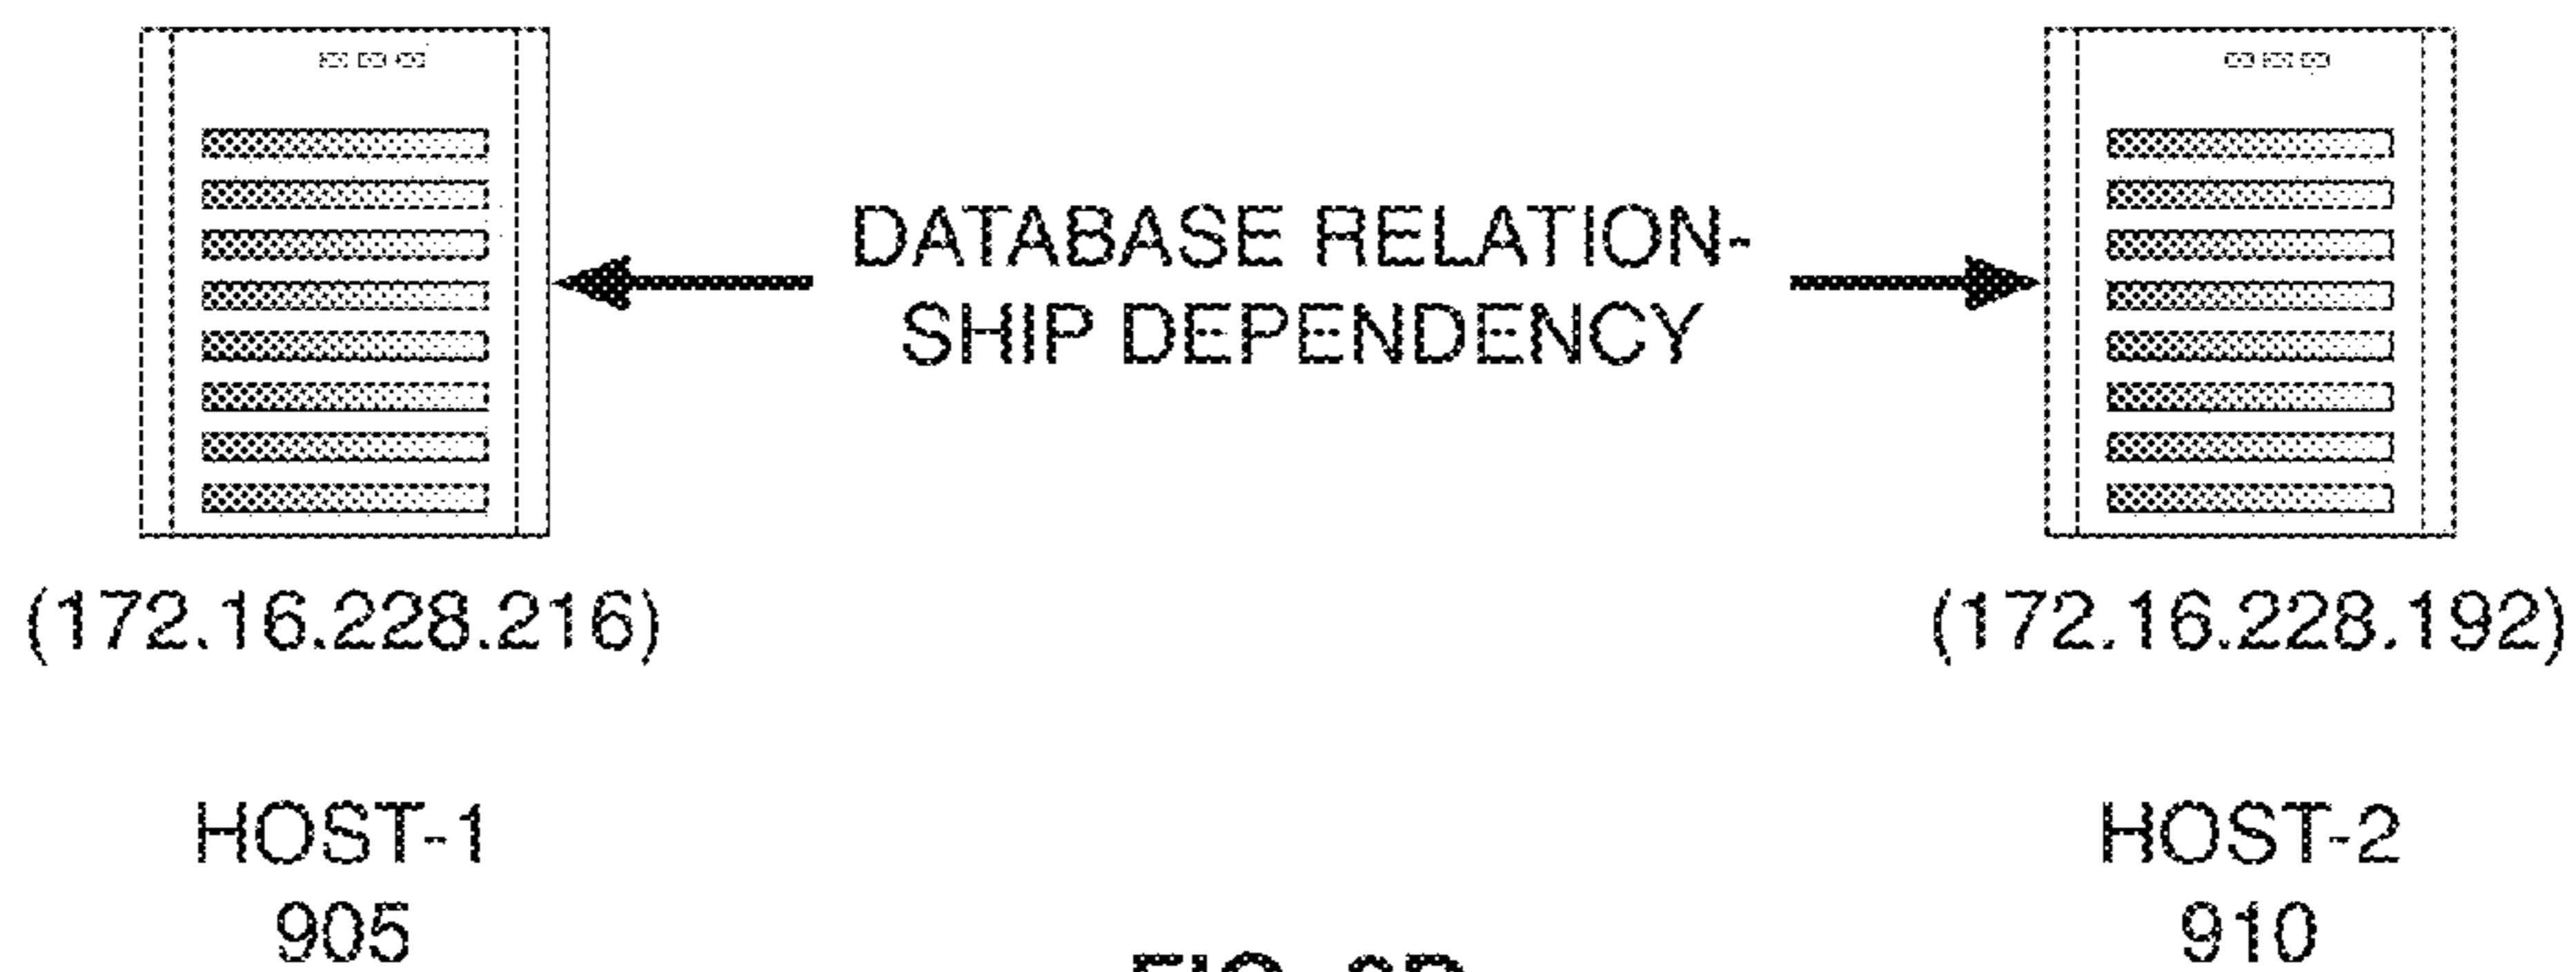 DATABASE RELATION-
SHIP DEPENDENCY
(172.16.228.216)
(172.16.228.192)
HOST-1
905
HOST-2
910